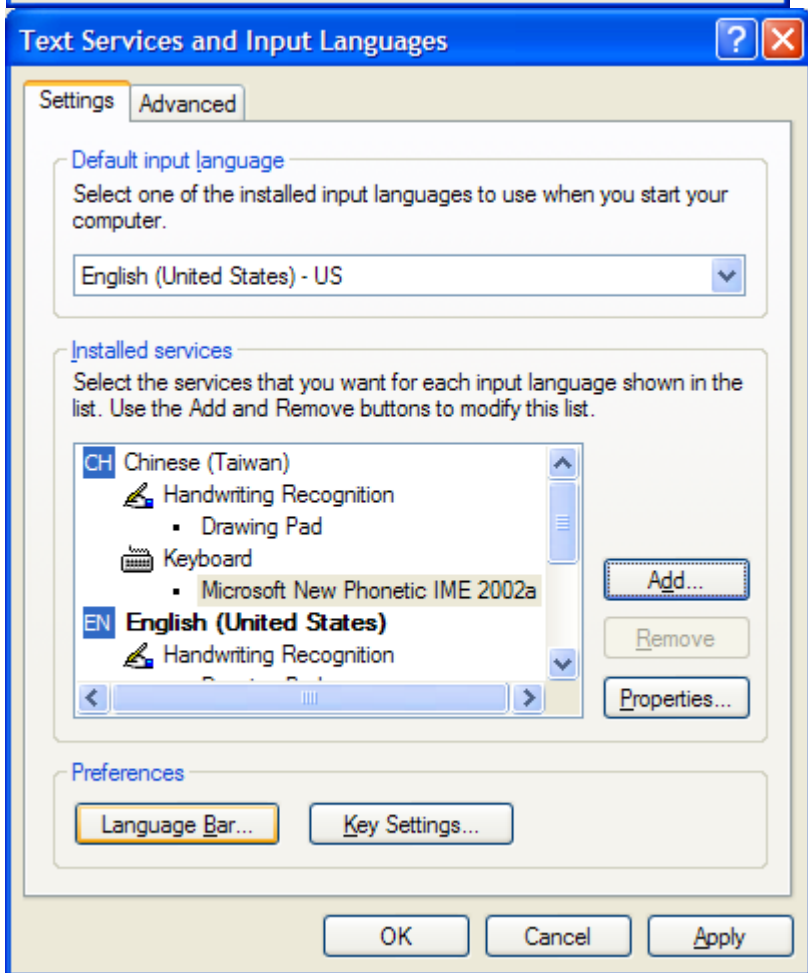 Text Services and Input Languages
Settings
Advanced
Default input language
Select one of the installed input languages to use when you start your
computer.
English (United States) - US
Installed services
Select the services that you want for each input language shown in the
list. Use the Add and Remove buttons to modify this list.
CH Chinese (Taiwan)
Handwriting Recognition
Drawing Pad
Keyboard
Microsoft New Phonetic IME 2002a
EN English (United States)
Handwriting Recognition
Add...
Remove
Properties...
Preferences
Language Bar...
Key Settings...
OK
Cancel
Apply